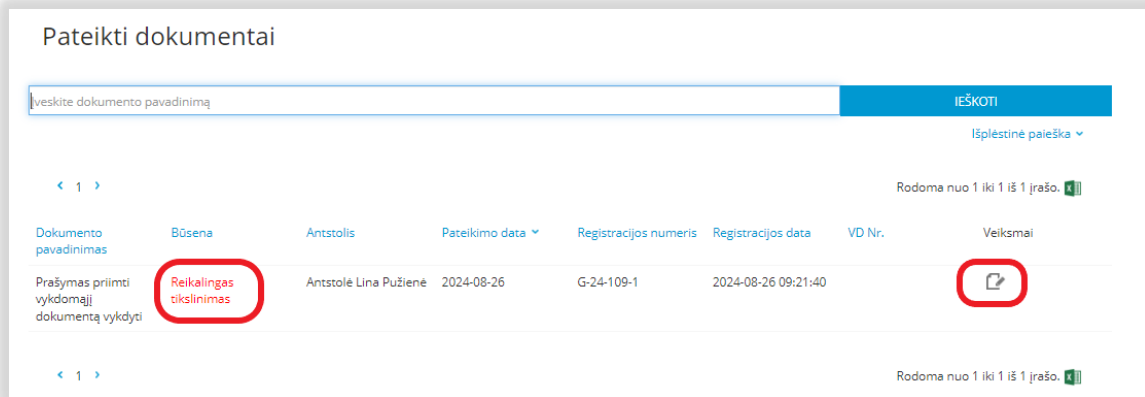 Pateikti dokumentai
Įveskite dokumento pavadinimą
IEŠKOTI
Išplėstinė paieška
1
Rodoma nuo 1 iki 1 iš 1 įrašo.
Dokumento pavadinimas Būsena Antstolis Pateikimo data Registracijos numeris Registracijos data VD Nr. Veiksmai
Prašymas priimti Reikalingas Antstolė Lina Pužienė 2024-08-26 G-24-109-1 2024-08-26 09:21:40
vykdomąjį tikslinimas
dokumentą vykdyti
1
Rodoma nuo 1 iki 1 iš 1 įrašo.